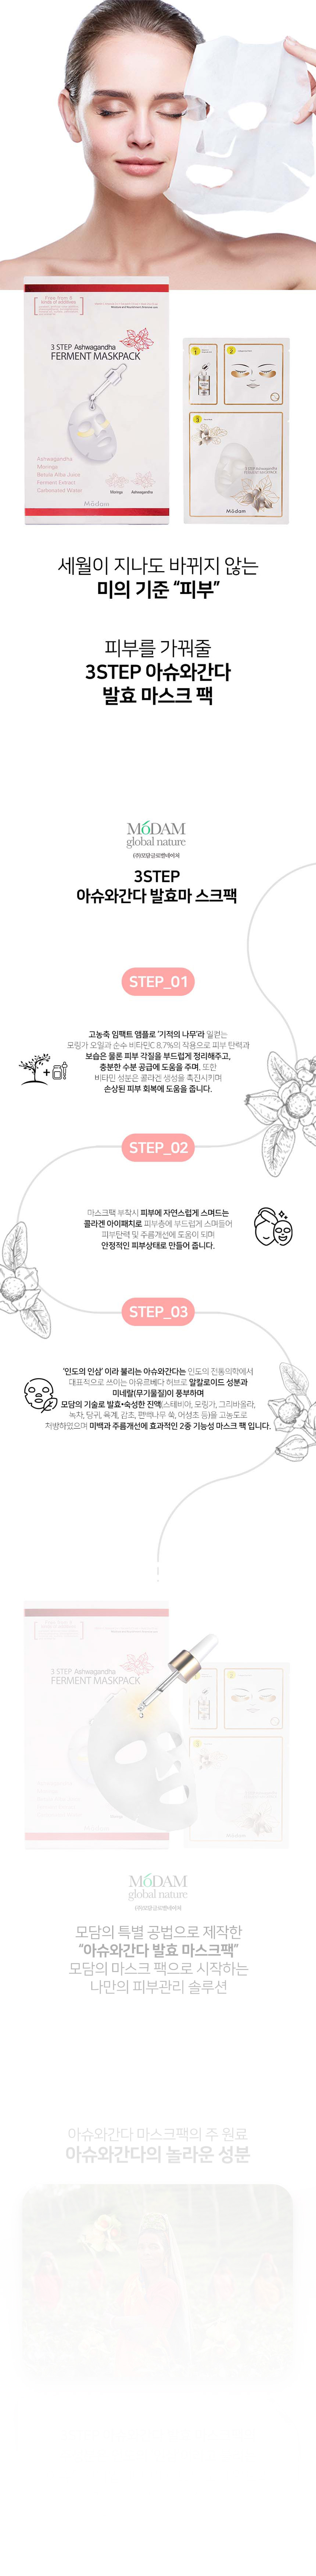 3 STEP Ashwagandha
FERMENT MASKPACK
Ashwagandha
Moringa
Betula Alba Juice
Ferment Extract
Carbonated Water
Moringa
Ashwagandha
Módam
1
2
3
3 STEP Ashwagandha
FERMENT MASKPACK
Módam
세월이 지나도 바뀌지 않는
미의 기준 “피부”
피부를 가꿔줄
3STEP 아슈와간다
발효 마스크 팩
MóDAM
global nature
(주)모담글로벌네이처
3STEP
아슈와간다 발효마 스크팩
STEP_01
고농축 임팩트 앰플로 '기적의 나무'라 일컫는
모링가 오일과 순수 비타민C 8.7%의 작용으로 피부 탄력과
보습은 물론 피부 각질을 부드럽게 정리해주고,
충분한 수분 공급에 도움을 주며, 또한
비타민 성분은 콜라겐 생성을 촉진시키며
손상된 피부 회복에 도움을 줍니다.
STEP_02
마스크팩 부착시 피부에 자연스럽게 스며드는
콜라겐 아이패치로 피부층에 부드럽게 스며들어
피부탄력 및 주름개선에 도움이 되며
안정적인 피부상태로 만들어 줍니다.
STEP_03
'인도의 인삼' 이라 불리는 아슈와간다는 인도의 전통의학에서
대표적으로 쓰이는 아유르베다 허브로 알칼로이드 성분과
미네랄(무기물질)이 풍부하며
모담의 기술로 발효•숙성한 진액(스테비아, 모링가, 그리비올라,
녹차, 당귀, 육계, 감초, 편백나무 쑥, 어성초 등)을 고농도로
처방하였으며 미백과 주름개선에 효과적인 2중 기능성 마스크 팩 입니다.
3 STEP Ashwagandha
FERMENT MASKPACK
Módam
MóDAM
global nature
(주)모담글로벌네이처
모담의 특별 공법으로 제작한
“아슈와간다 발효 마스크팩”
모담의 마스크 팩으로 시작하는
나만의 피부관리 솔루션
아슈와간다 마스크팩의 주 원료
아슈와간다의 놀라운 성분